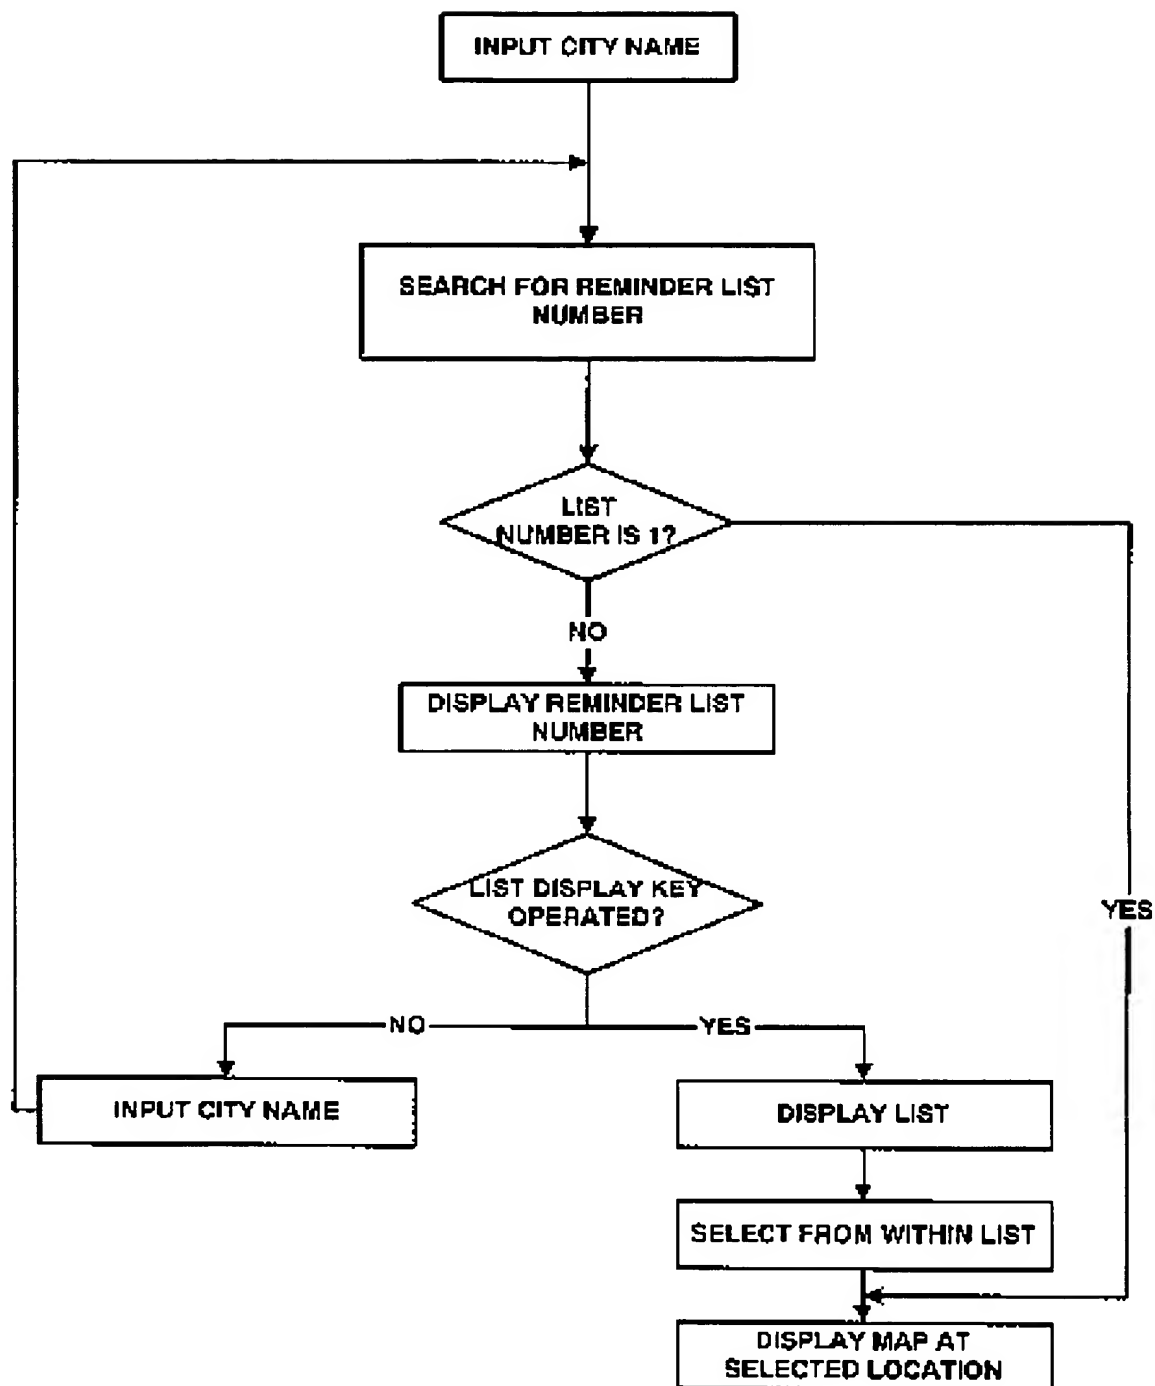 INPUT CITY NAME
SEARCH FOR REMINDER LIST
NUMBER
LIST
NUMBER IS 1?
NO
DISPLAY REMINDER LIST
NUMBER
LIST DISPLAY KEY
OPERATED?
YES
NO
YES
INPUT CITY NAME
DISPLAY LIST
SELECT FROM WITHIN LIST
DISPLAY MAP AT
SELECTED LOCATION